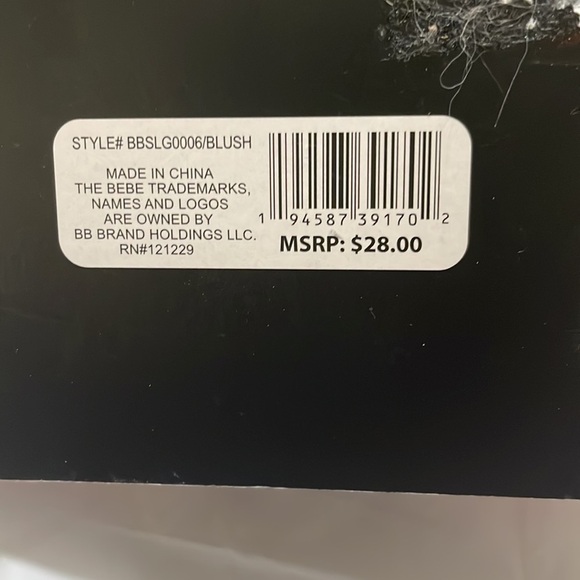 STYLE# BBSLG0006/BLUSH
MADE IN CHINA
THE BEBE TRADEMARKS,
NAMES AND LOGOS
ARE OWNED BY
BB BRAND HOLDINGS LLC.
RN#121229
1 94587 39170 2
MSRP: $28.00